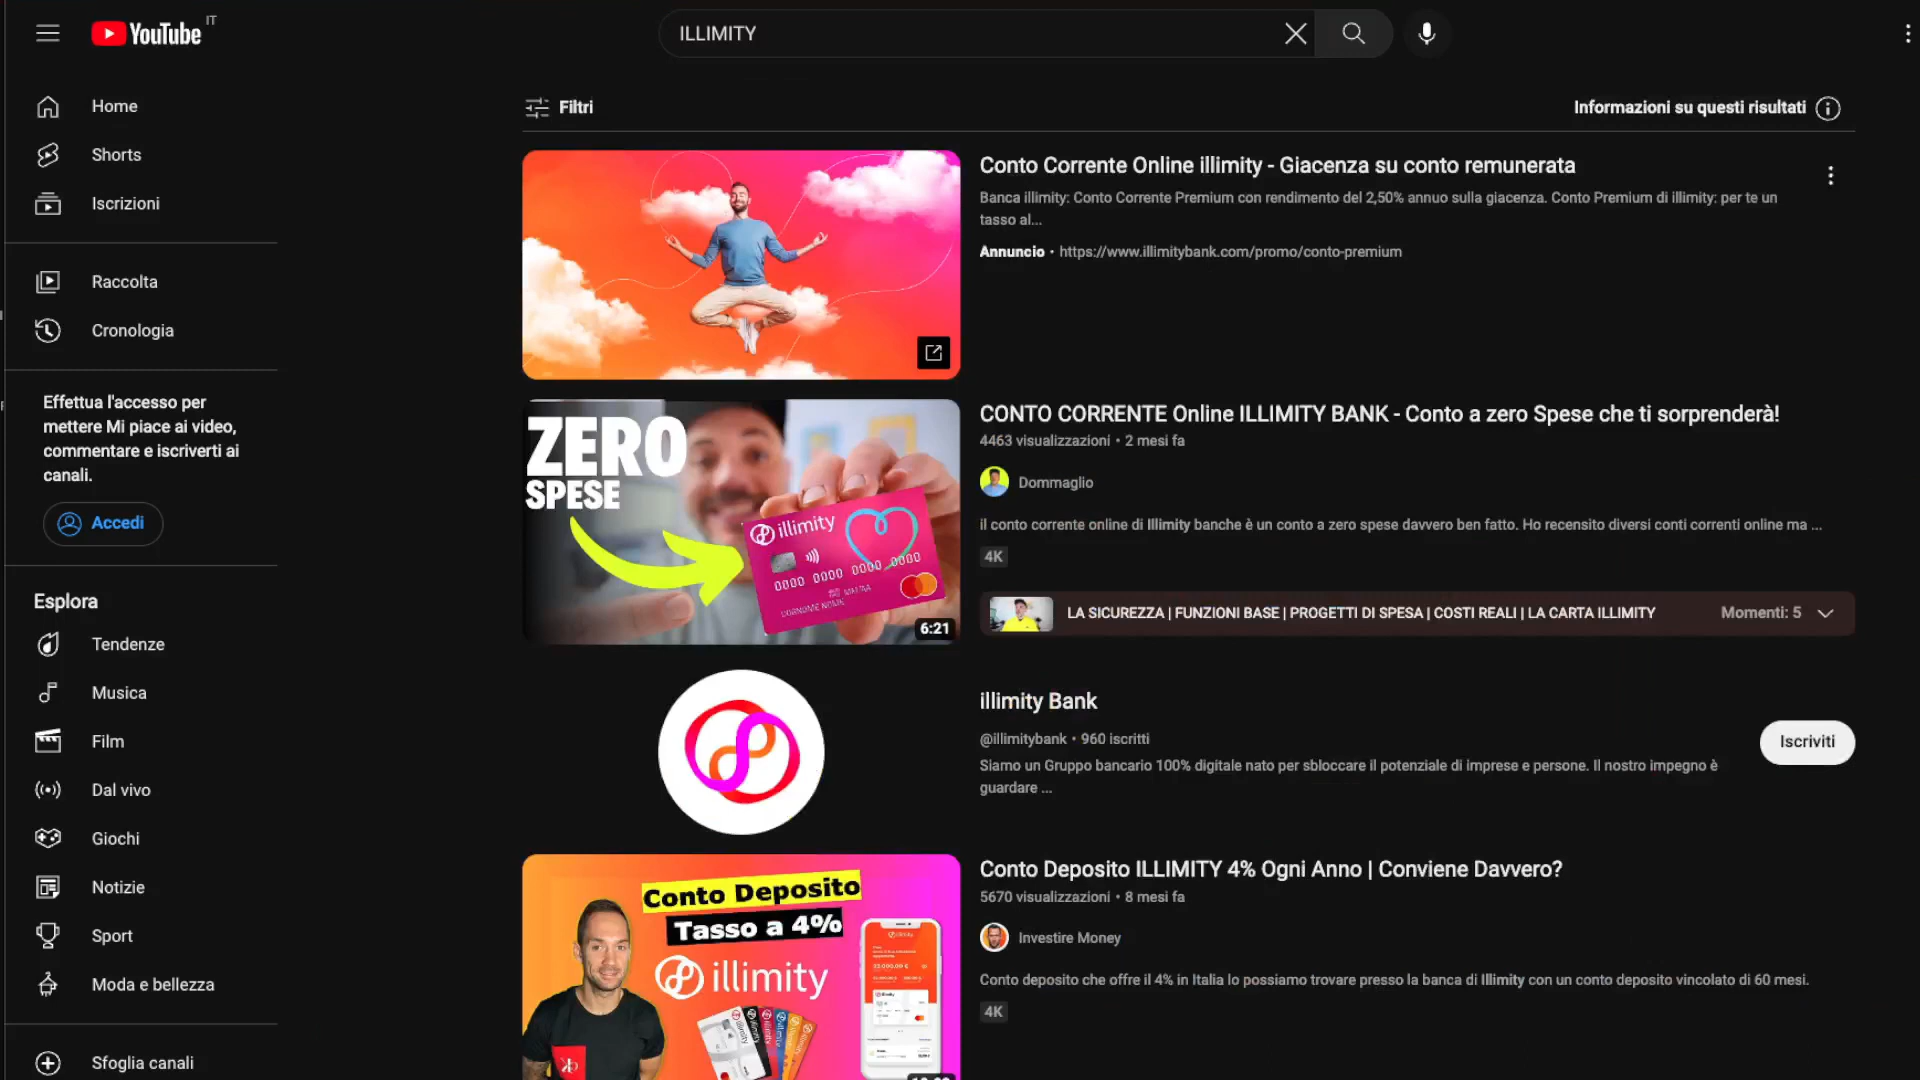 YouTube IT
ILLIMITY
Home
Shorts
Iscrizioni
Raccolta
Cronologia
Effettua l'accesso per
mettere Mi piace ai video,
commentare e iscriverti ai
canali.
Accedi
Esplora
Tendenze
Musica
Film
Dal vivo
Giochi
Notizie
Sport
Moda e bellezza
Sfoglia canali
Filtri
Informazioni su questi risultati
Conto Corrente Online illimity - Giacenza su conto remunerata
Banca illimity: Conto Corrente Premium con rendimento del 2,50% annuo sulla giacenza. Conto Premium di illimity: per te un
tasso al...
Annuncio • https://www.illimitybank.com/promo/conto-premium
ZERO
SPESE
illimity
0000 0000 0000 0000
6:21
CONTO CORRENTE Online ILLIMITY BANK - Conto a zero Spese che ti sorprenderà!
4463 visualizzazioni • 2 mesi fa
Dommaglio
il conto corrente online di Illimity banche è un conto a zero spese davvero ben fatto. Ho recensito diversi conti correnti online ma ...
4K
LA SICUREZZA | FUNZIONI BASE | PROGETTI DI SPESA | COSTI REALI | LA CARTA ILLIMITY
Momenti: 5
illimity Bank
@illimitybank • 960 iscritti
Siamo un Gruppo bancario 100% digitale nato per sbloccare il potenziale di imprese e persone. Il nostro impegno è
guardare ...
Iscriviti
Conto Deposito
Tasso a 4%
illimity
Conto Deposito ILLIMITY 4% Ogni Anno | Conviene Davvero?
5670 visualizzazioni • 8 mesi fa
Investire Money
Conto deposito che offre il 4% in Italia lo possiamo trovare presso la banca di Illimity con un conto deposito vincolato di 60 mesi.
4K